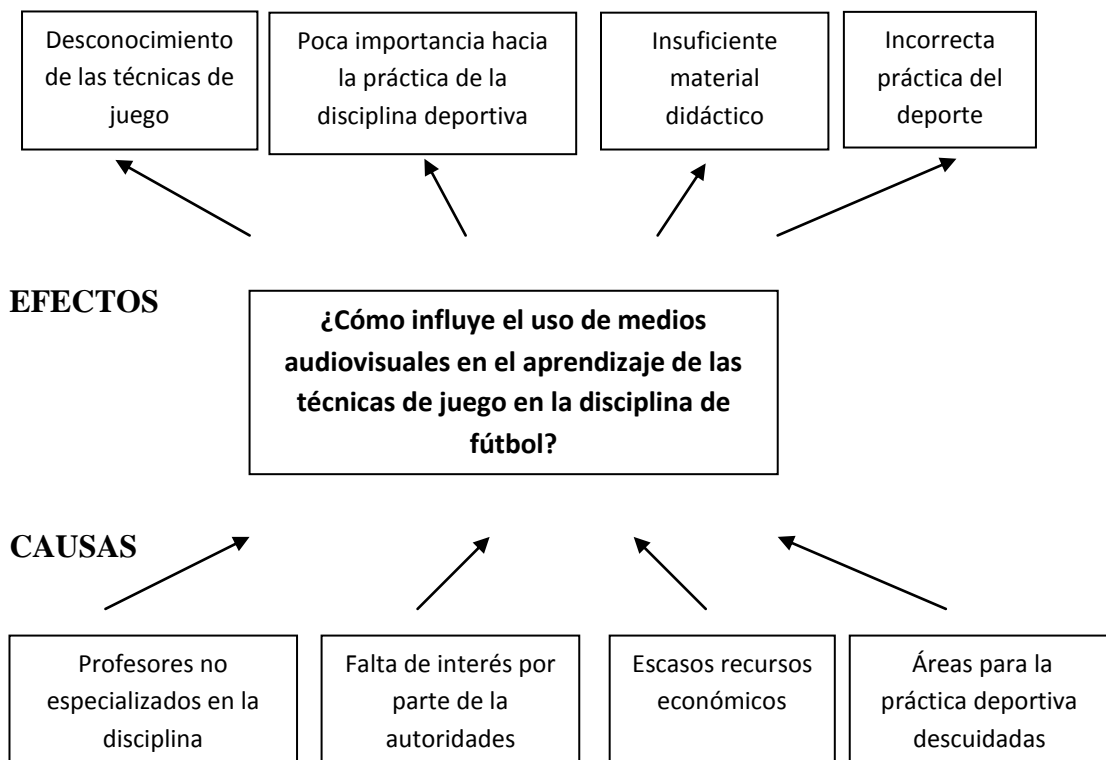 Desconocimiento
de las técnicas de
juego
Poca importancia hacia
la práctica de la
disciplina deportiva
Insuficiente
material
didáctico
Incorrecta
práctica del
deporte
EFECTOS
¿Cómo influye el uso de medios
audiovisuales en el aprendizaje de las
técnicas de juego en la disciplina de
fútbol?
CAUSAS
Profesores no
especializados en la
disciplina
Falta de interés por
parte de la
autoridades
Escasos recursos
económicos
Áreas para la
práctica deportiva
descuidadas